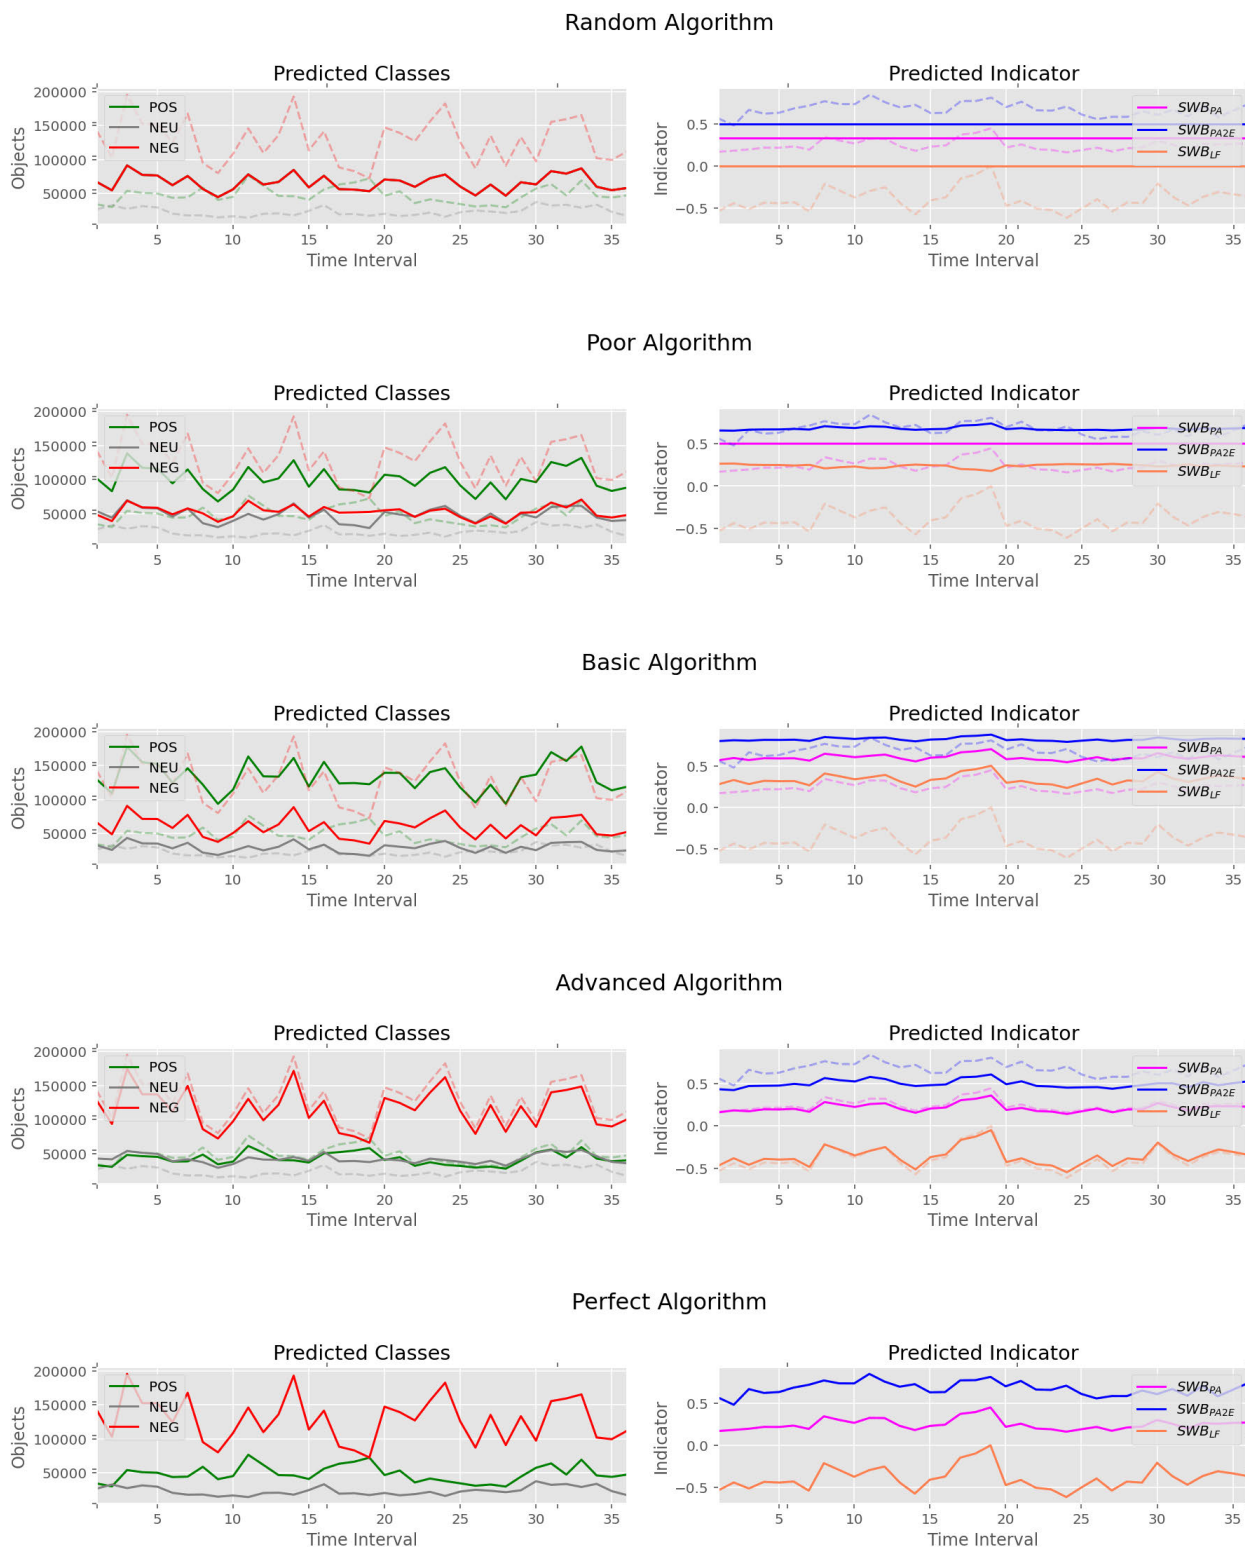 Random Algorithm
Predicted Classes
Predicted Indicator
200000
150000
100000
50000
Objects
POS
NEU
NEG
5 10 15 20 25 30 35
Time Interval
0.5
0.0
−0.5
Indicator
SWB_PA
SWB_PA2E
SWB_LF
5 10 15 20 25 30 35
Time Interval
Poor Algorithm
Predicted Classes
Predicted Indicator
200000
150000
100000
50000
Objects
POS
NEU
NEG
5 10 15 20 25 30 35
Time Interval
0.5
0.0
−0.5
Indicator
SWB_PA
SWB_PA2E
SWB_LF
5 10 15 20 25 30 35
Time Interval
Basic Algorithm
Predicted Classes
Predicted Indicator
200000
150000
100000
50000
Objects
POS
NEU
NEG
5 10 15 20 25 30 35
Time Interval
0.5
0.0
−0.5
Indicator
SWB_PA
SWB_PA2E
SWB_LF
5 10 15 20 25 30 35
Time Interval
Advanced Algorithm
Predicted Classes
Predicted Indicator
200000
150000
100000
50000
Objects
POS
NEU
NEG
5 10 15 20 25 30 35
Time Interval
0.5
0.0
−0.5
Indicator
SWB_PA
SWB_PA2E
SWB_LF
5 10 15 20 25 30 35
Time Interval
Perfect Algorithm
Predicted Classes
Predicted Indicator
200000
150000
100000
50000
Objects
POS
NEU
NEG
5 10 15 20 25 30 35
Time Interval
0.5
0.0
−0.5
Indicator
SWB_PA
SWB_PA2E
SWB_LF
5 10 15 20 25 30 35
Time Interval